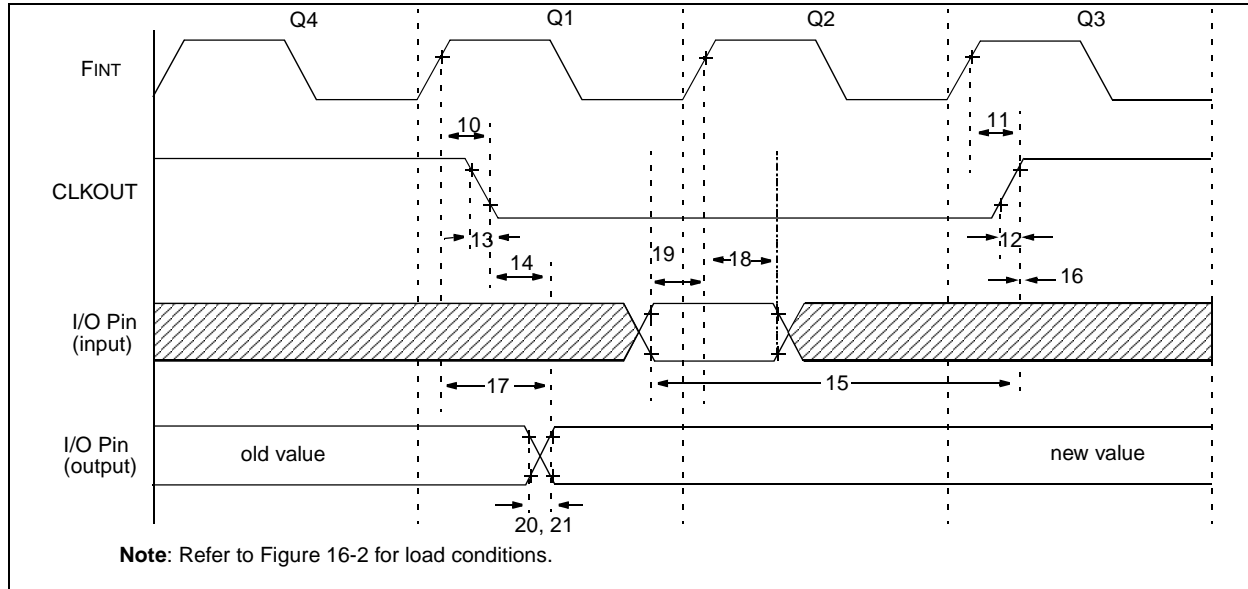 Q4 Q1 Q2 Q3
FINT
10
11
CLKOUT
13
12
14
19
18
16
I/O Pin
(input)
17
15
I/O Pin
(output)
old value
new value
20, 21
Note: Refer to Figure 16-2 for load conditions.